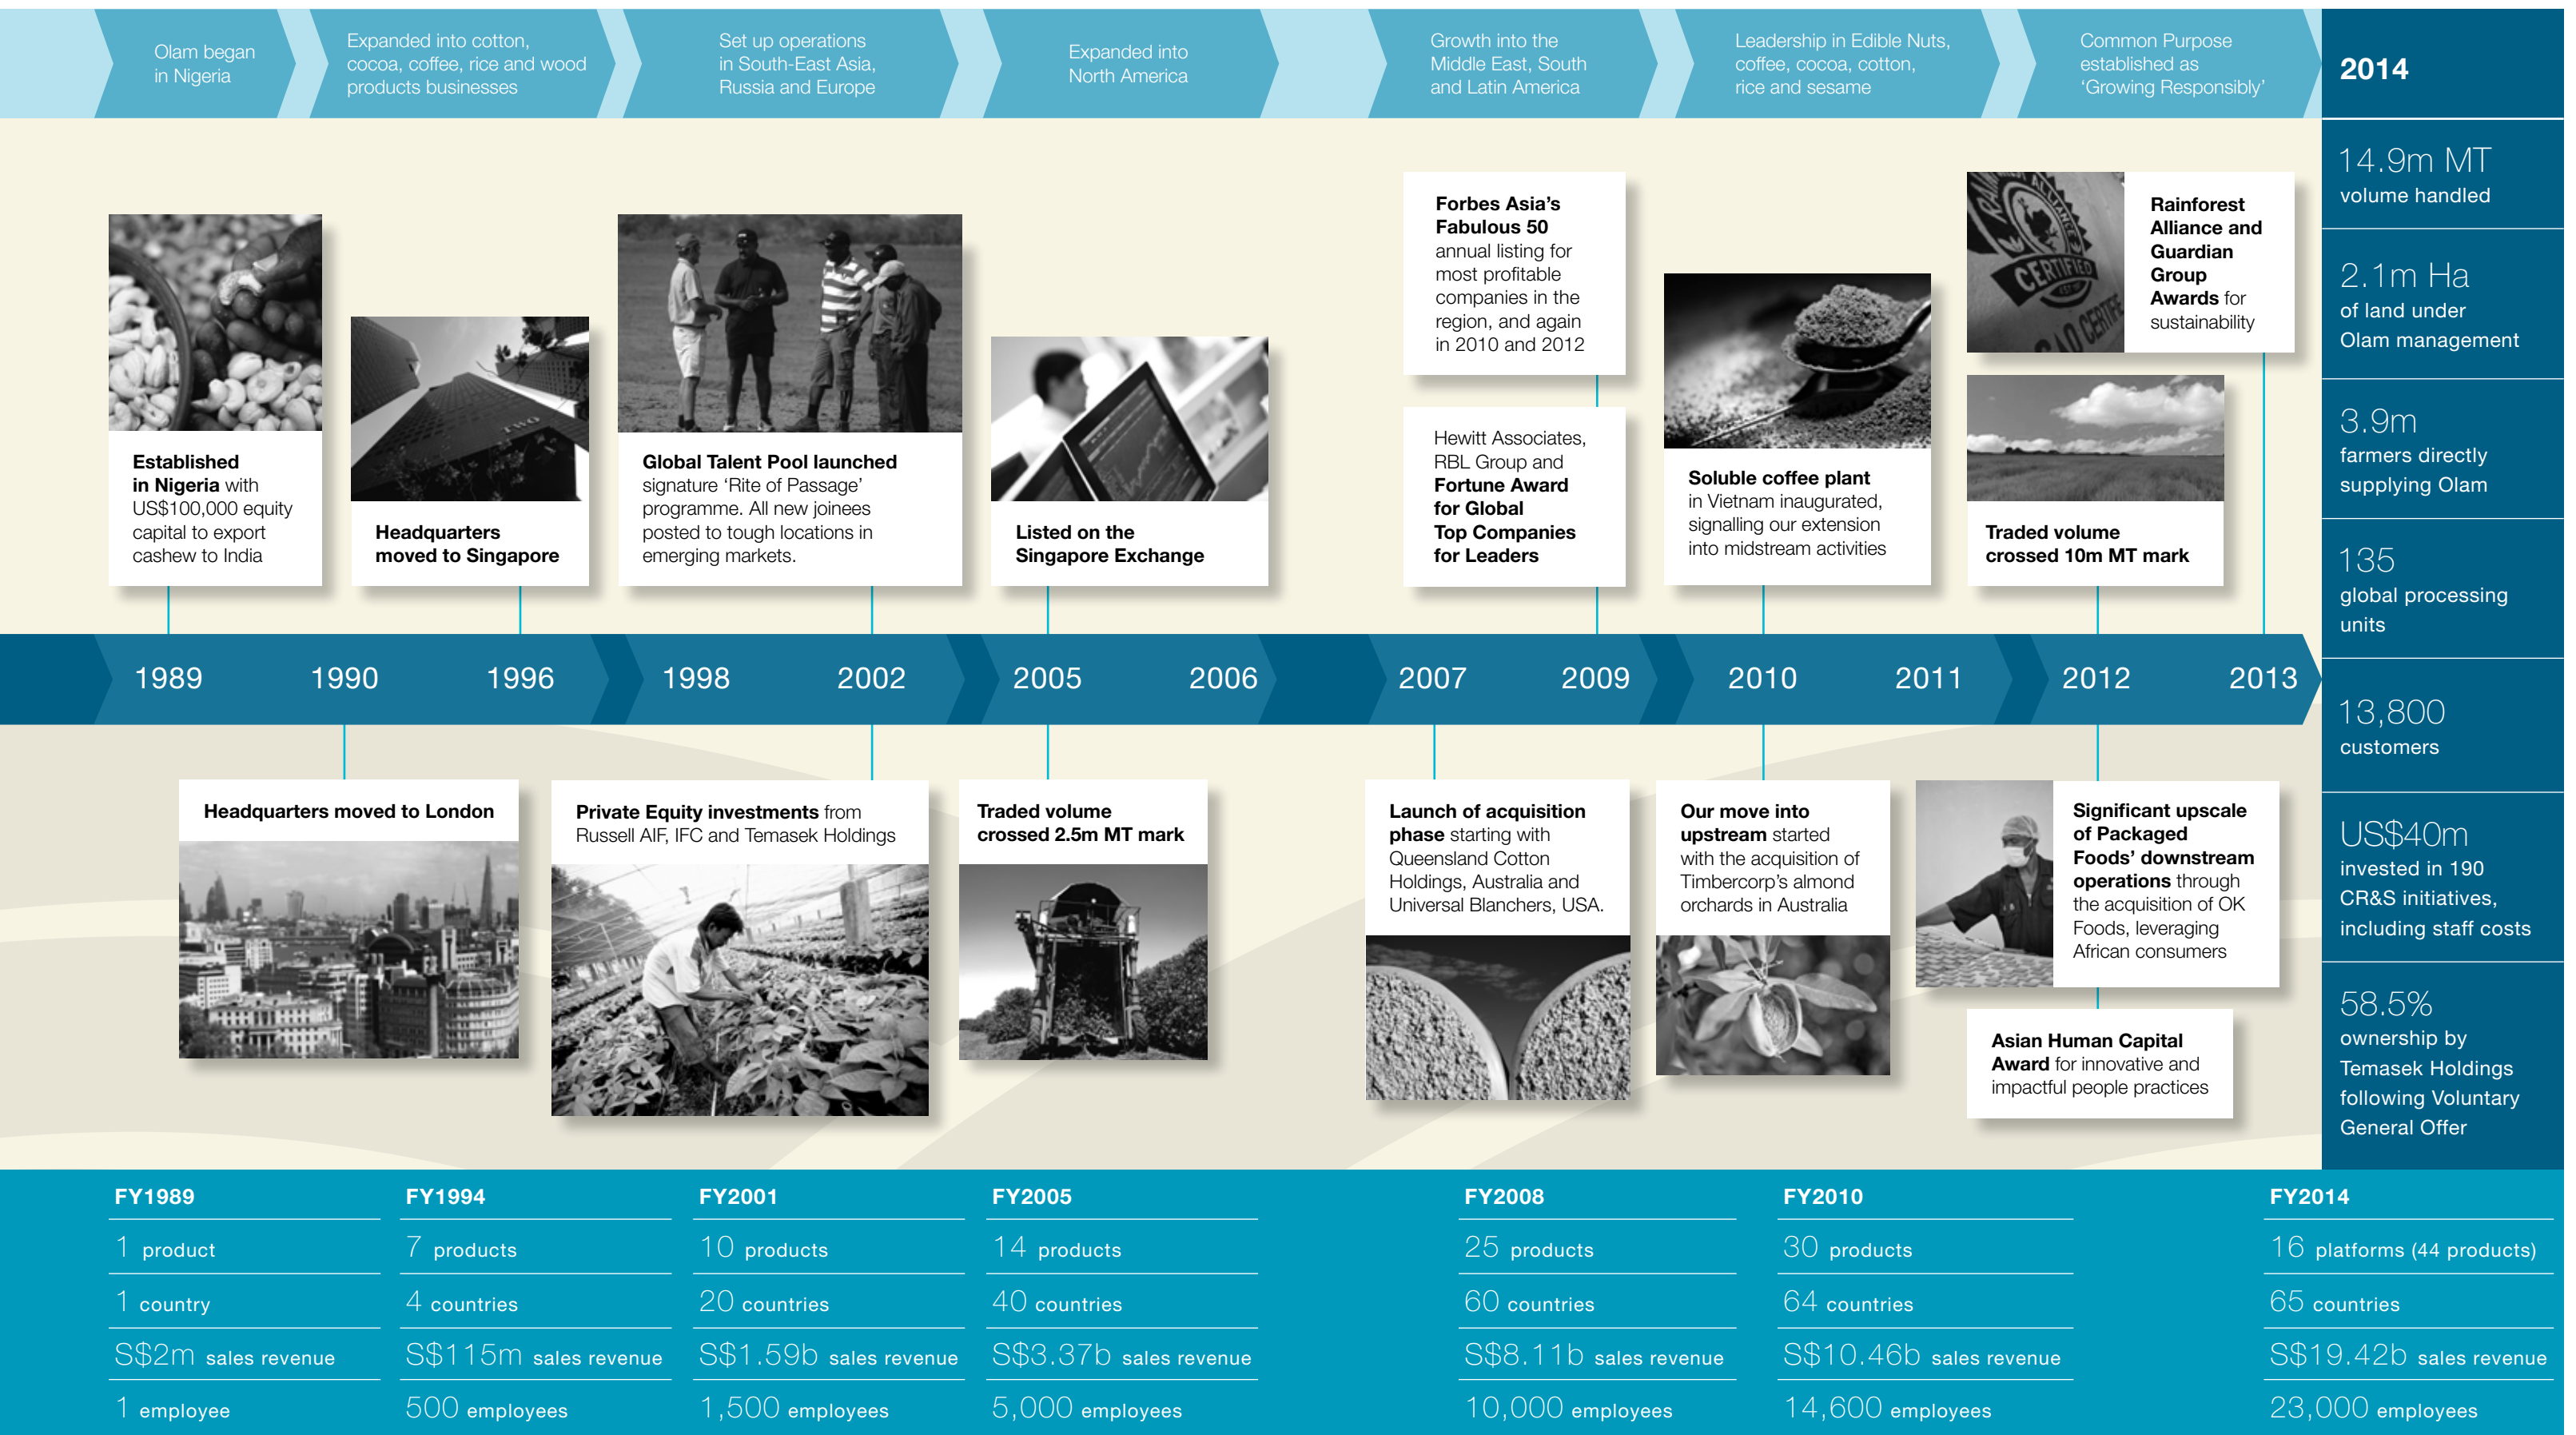 Olam began
in Nigeria
Expanded into cotton,
cocoa, coffee, rice and wood
products businesses
Set up operations
in South-East Asia,
Russia and Europe
Expanded into
North America
Growth into the
Middle East, South
and Latin America
Leadership in Edible Nuts,
coffee, cocoa, cotton,
rice and sesame
Common Purpose
established as
‘Growing Responsibly’
Established
in Nigeria with
US$100,000 equity
capital to export
cashew to India
TWO
Headquarters
moved to Singapore
Global Talent Pool launched
signature ‘Rite of Passage’
programme. All new joinees
posted to tough locations in
emerging markets.
Listed on the
Singapore Exchange
Forbes Asia’s
Fabulous 50
annual listing for
most profitable
companies in the
region, and again
in 2010 and 2012
Hewitt Associates,
RBL Group and
Fortune Award
for Global
Top Companies
for Leaders
Soluble coffee plant
in Vietnam inaugurated,
signalling our extension
into midstream activities
CERTIFIED
Rainforest
Alliance and
Guardian
Group
Awards for
sustainability
Traded volume
crossed 10m MT mark
1989
1990
1996
1998
2002
2005
2006
2007
2009
2010
2011
2012
2013
Headquarters moved to London
Private Equity investments from
Russell AIF, IFC and Temasek Holdings
Traded volume
crossed 2.5m MT mark
Launch of acquisition
phase starting with
Queensland Cotton
Holdings, Australia and
Universal Blanchers, USA.
Our move into
upstream started
with the acquisition of
Timbercorp’s almond
orchards in Australia
Significant upscale
of Packaged
Foods’ downstream
operations through
the acquisition of OK
Foods, leveraging
African consumers
Asian Human Capital
Award for innovative and
impactful people practices
2014
14.9m MT
volume handled
2.1m Ha
of land under
Olam management
3.9m
farmers directly
supplying Olam
135
global processing
units
13,800
customers
US$40m
invested in 190
CR&S initiatives,
including staff costs
58.5%
ownership by
Temasek Holdings
following Voluntary
General Offer
FY1989
1 product
1 country
S$2m sales revenue
1 employee
FY1994
7 products
4 countries
S$115m sales revenue
500 employees
FY2001
10 products
20 countries
S$1.59b sales revenue
1,500 employees
FY2005
14 products
40 countries
S$3.37b sales revenue
5,000 employees
FY2008
25 products
60 countries
S$8.11b sales revenue
10,000 employees
FY2010
30 products
64 countries
S$10.46b sales revenue
14,600 employees
FY2014
16 platforms (44 products)
65 countries
S$19.42b sales revenue
23,000 employees